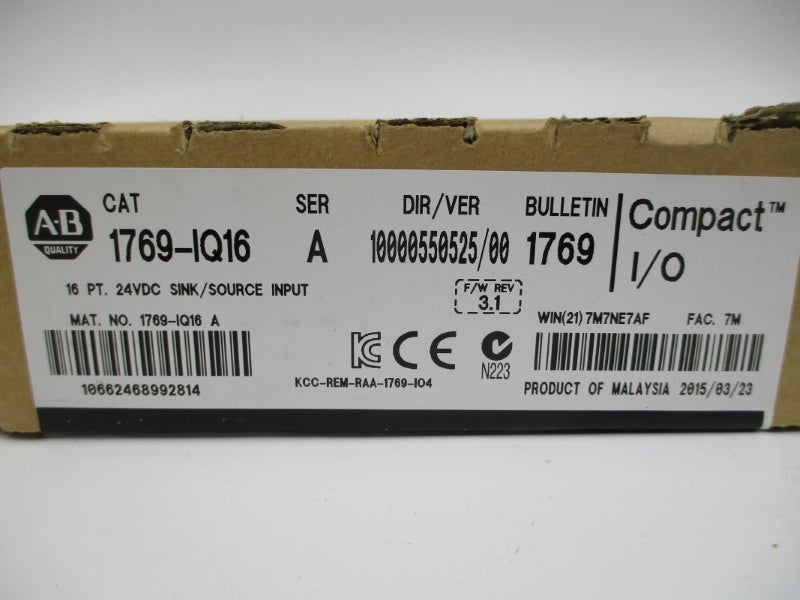 A-B
QUALITY
CAT SER DIR/VER BULLETIN
1769-IQ16 A 10000550525/00 1769
Compact™
I/O
16 PT. 24VDC SINK/SOURCE INPUT
F/W REV
3.1
MAT. NO. 1769-IQ16 A
WIN(21) 7M7NE7AF FAC. 7M
KC CE
N223
10662468992814
KCC-REM-RAA-1769-IO4
PRODUCT OF MALAYSIA 2015/03/23